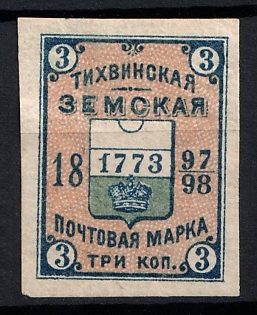 3 3
ТИХВИНСКАЯ
ЗЕМСКАЯ
18 1773 97
98
ПОЧТОВАЯ МАРКА
3 ТРИ КОП. 3